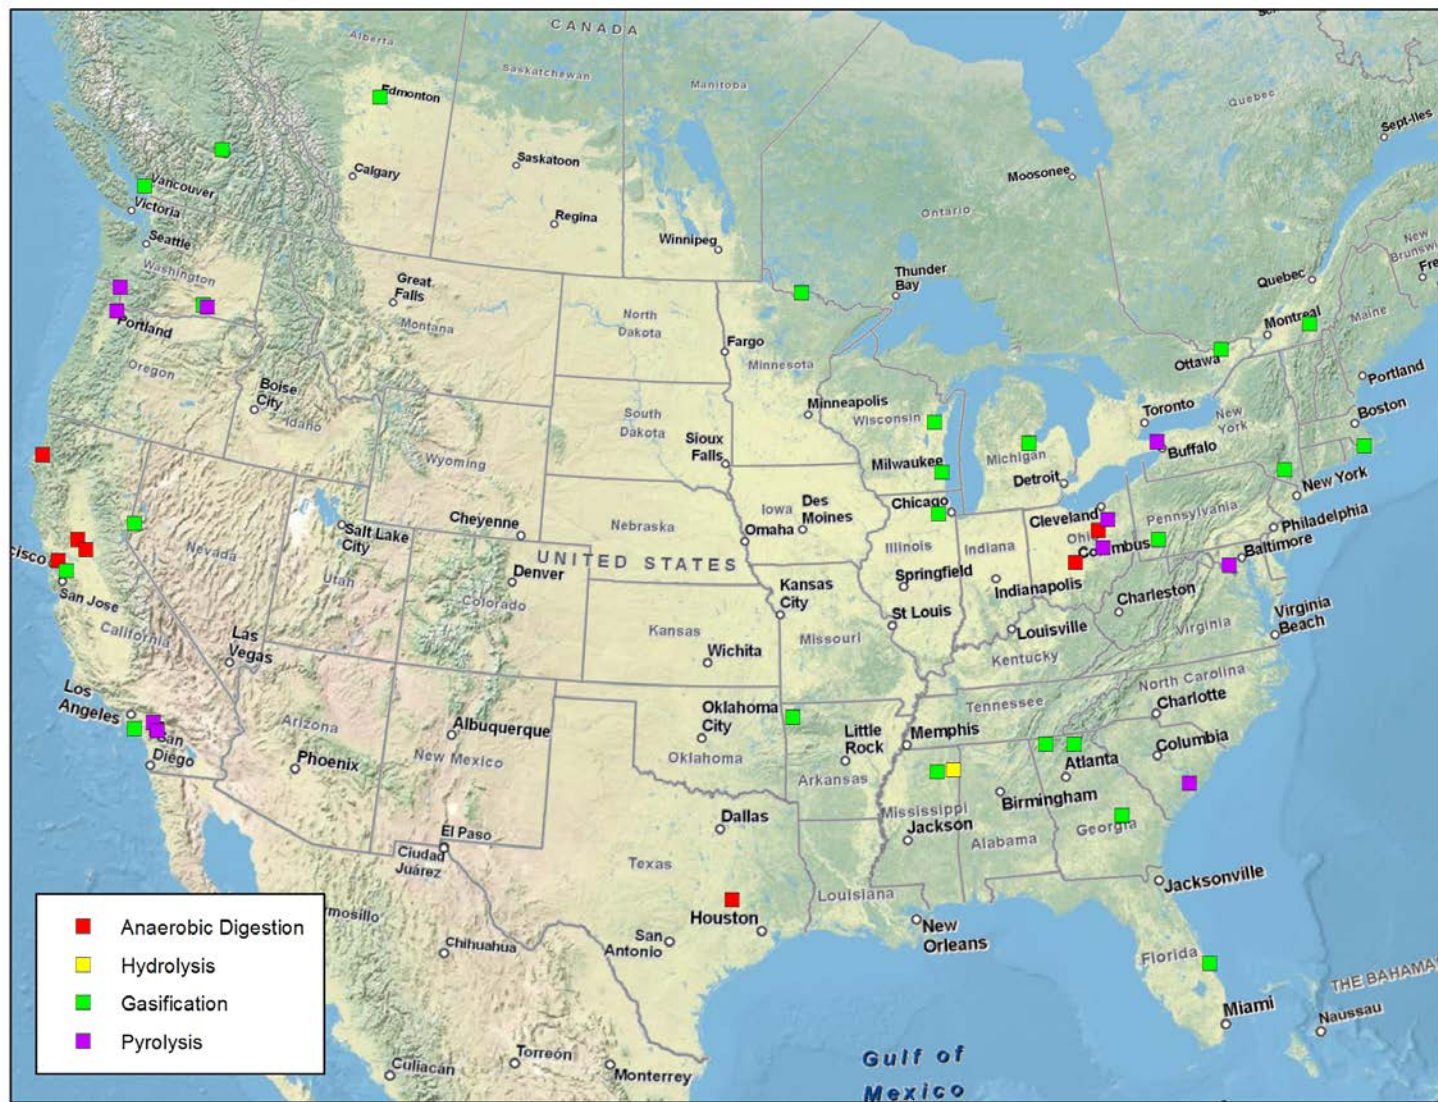 CANADA
Alberta
Saskatchewan
Manitoba
Quebec
Edmonton
Sept-Iles
Saskatoon
Calgary
Moosonee
Vancouver
Victoria
Regina
Ontario
Winnipeg
Seattle
Washington
New
Brunswi
Fre
Thunder
Bay
Quebec
Great
Falls
Montana
North
Dakota
Fargo
Minnesota
Montreal
Maine
Portland
Ottawa
Portland
Oregon
Boise
City
Idaho
South
Dakota
Minneapolis
Wisconsin
Toronto
New
York
Boston
Sioux
Falls
Wyoming
Milwaukee
Michigan
Buffalo
Detroit
New York
Chicago
Cleveland
Pennsylvania
Iowa
Des
Moines
Omaha
Nebraska
Cheyenne
Salt Lake
City
Nevada
Utah
cisco
San Jose
California
UNITED STATES
Denver
Colorado
Illinois
Indiana
Ohio
Columbus
Philadelphia
Baltimore
Springfield
Indianapolis
Kansas
City
Charleston
Virginia
Beach
St Louis
Missouri
Louisville
Virginia
Kansas
Wichita
Kentucky
Las
Vegas
Los
Angeles
North Carolina
Tennessee
Charlotte
Arizona
Albuquerque
New Mexico
Oklahoma
City
Oklahoma
Little
Rock
Memphis
Arkansas
Columbia
San
Diego
Phoenix
Atlanta
Birmingham
Mississippi
Jackson
Alabama
Georgia
Dallas
El Paso
Ciudad
Juárez
Texas
Louisiana
Jacksonville
Houston
San
Antonio
New
Orleans
rmosillo
Chihuahua
Florida
THE BAHAMAS
Miami
Naussau
Gulf of
Mexico
Torreón
Culiacán
Monterrey
Anaerobic Digestion
Hydrolysis
Gasification
Pyrolysis